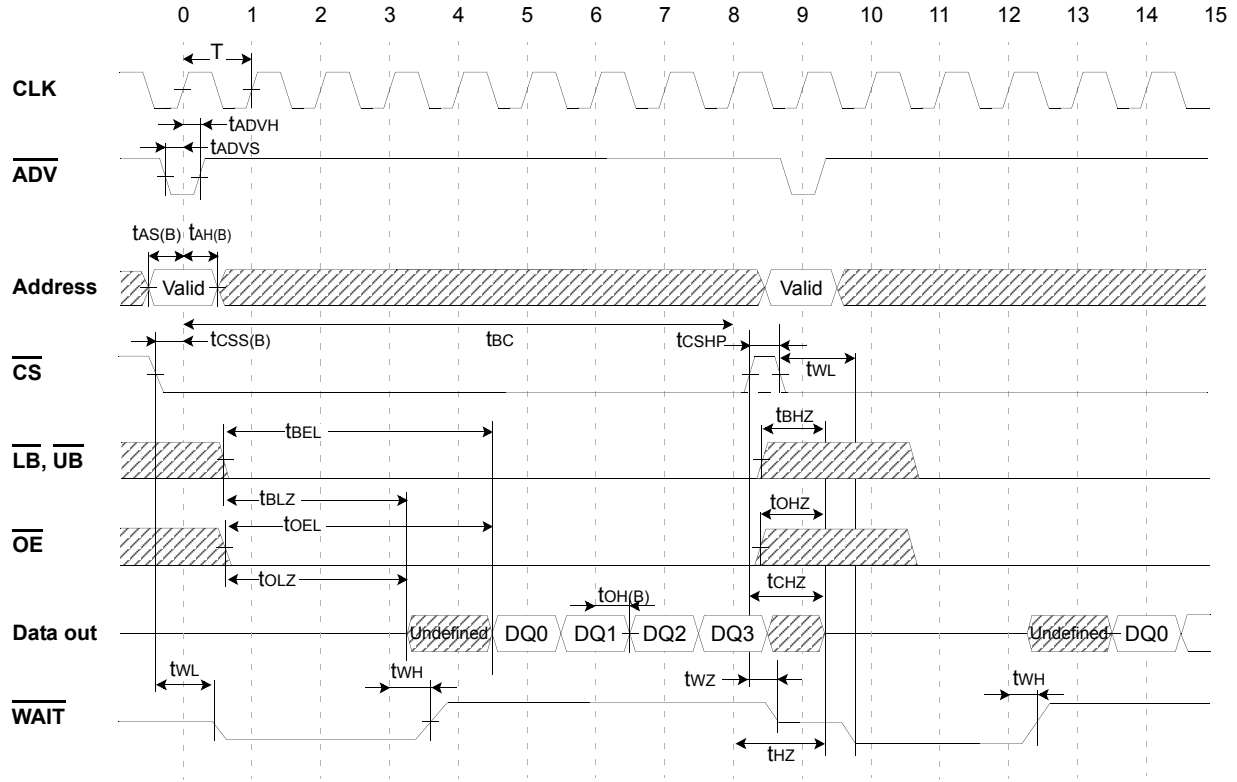 0 1 2 3 4 5 6 7 8 9 10 11 12 13 14 15
T
CLK
tADVH
tADVS
ADV
tAS(B) tAH(B)
Address Valid Valid
tCSS(B) tBC tCSHP
CS tWL
tBEL tBHZ
LB, UB
tBLZ
tOEL tOHZ
OE
tOLZ tCHZ
tOH(B)
Data out Undefined DQ0 DQ1 DQ2 DQ3 Undefined DQ0
tWL tWH tWZ tWH
WAIT
tHZ